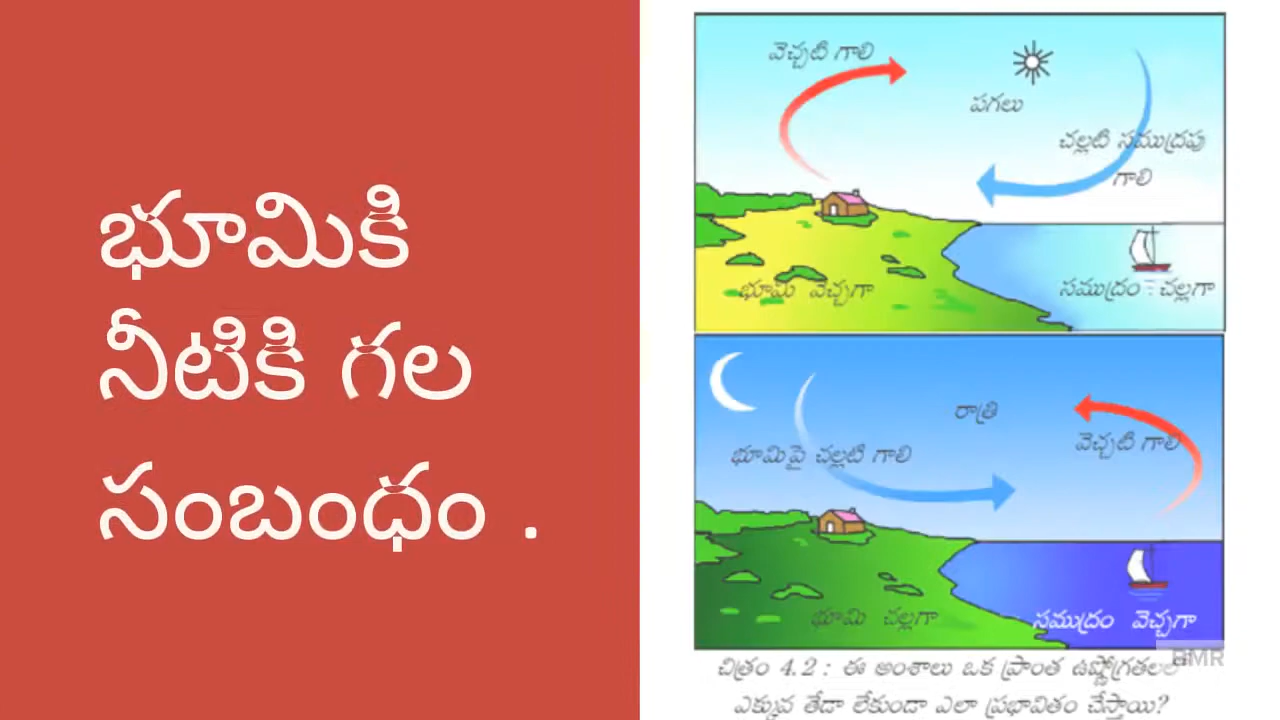 భూమికి
నీటికి గల
సంబంధం .
వెచ్చటి గాలి
పగలు
చల్లటి సముద్రపు
గాలి
భూమి వెచ్చగా
సముద్రం : చల్లగా
రాత్రి
వెచ్చటి గాలి
భూమిపై చల్లటి గాలి
భూమి చల్లగా
సముద్రం వెచ్చగా
BMR
చిత్రం 4.2 : ఈ అంశాలు ఒక ప్రాంత ఉష్ణోగ్రతలలో
ఎక్కువ తేడా లేకుండా ఎలా ప్రభావితం చేస్తాయి?